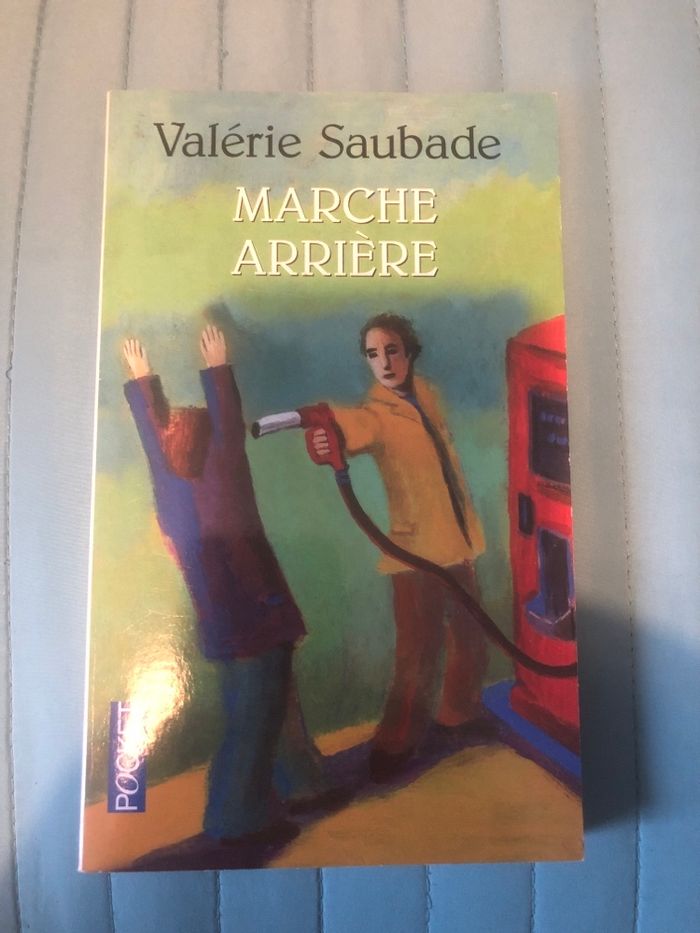 Valérie Saubade
MARCHE
ARRIÈRE
POCKET